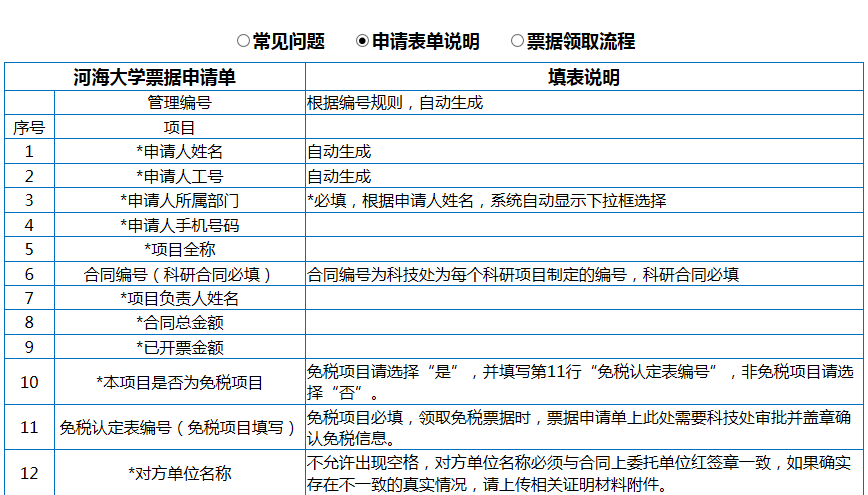 常见问题 申请表单说明 票据领取流程
河海大学票据申请单 填表说明
管理编号 根据编号规则，自动生成
序号 项目
1 *申请人姓名 自动生成
2 *申请人工号 自动生成
3 *申请人所属部门 *必填，根据申请人姓名，系统自动显示下拉框选择
4 *申请人手机号码
5 *项目全称
6 合同编号（科研合同必填） 合同编号为科技处为每个科研项目制定的编号，科研合同必填
7 *项目负责人姓名
8 *合同总金额
9 *已开票金额
10 *本项目是否为免税项目 免税项目请选择“是”，并填写第11行“免税认定表编号”，非免税项目请选
择“否”。
11 免税认定表编号（免税项目填写） 免税项目必填，领取免税票据时，票据申请单上此处需要科技处审批并盖章确
认免税信息。
12 *对方单位名称 不允许出现空格，对方单位名称必须与合同上委托单位红签章一致，如果确实
存在不一致的真实情况，请上传相关证明材料附件。